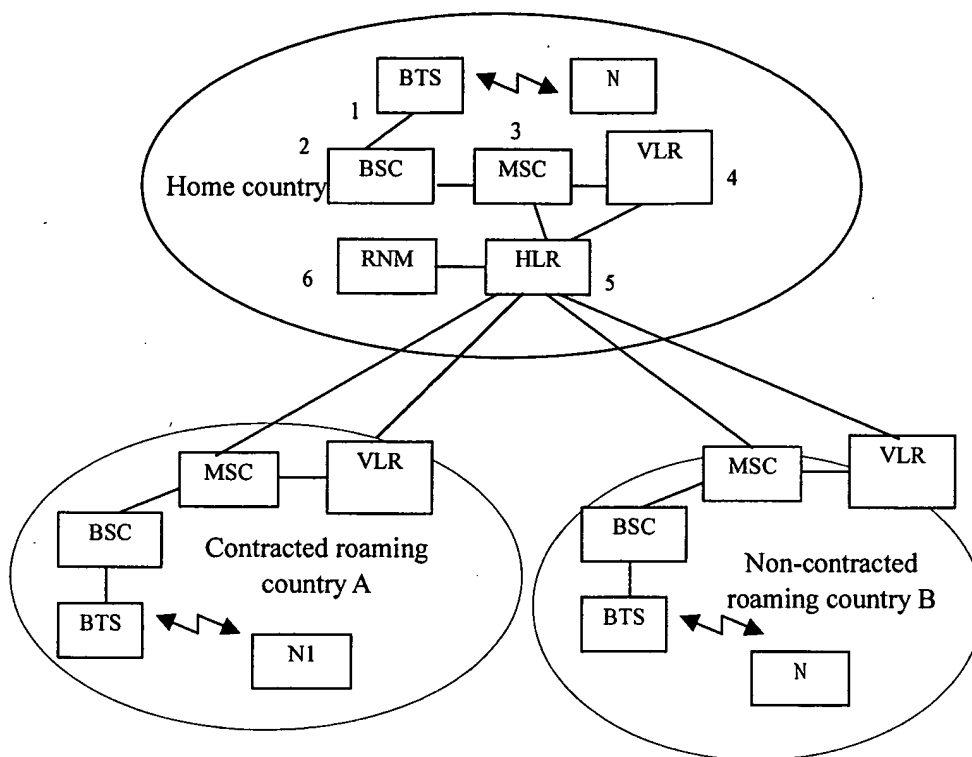 BTS
N
1
2
3
BSC
MSC
VLR
4
Home country
RNM
HLR
6
5
MSC
VLR
MSC
VLR
BSC
BSC
Contracted roaming
country A
Non-contracted
roaming country B
BTS
BTS
N1
N